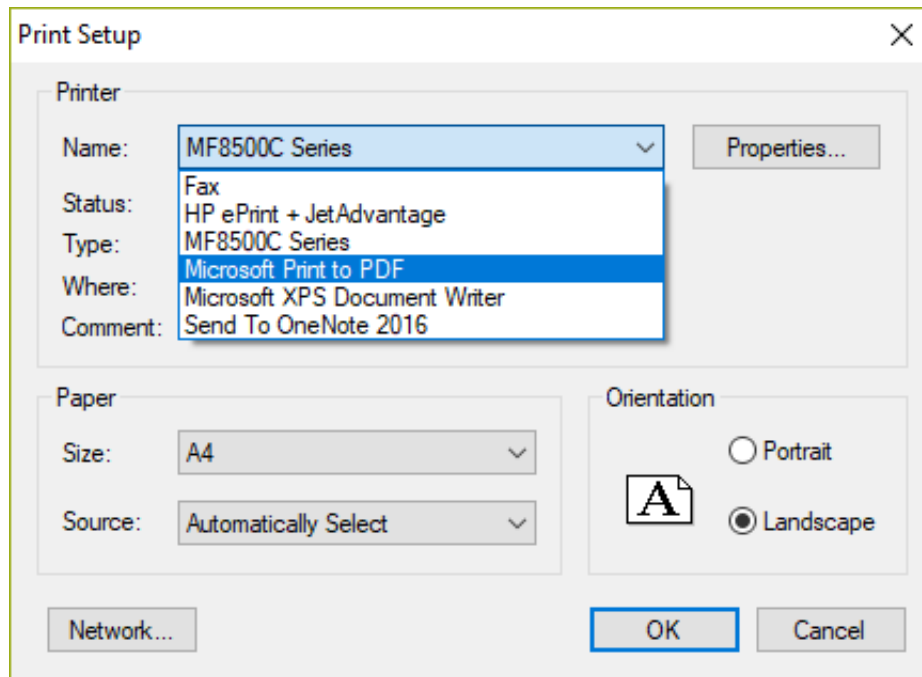 Print Setup
Printer
Name: MF8500C Series Properties...
Fax
Status:
HP ePrint + JetAdvantage
Type:
MF8500C Series
Microsoft Print to PDF
Where:
Microsoft XPS Document Writer
Comment:
Send To OneNote 2016
Paper
Size: A4
Source: Automatically Select
Orientation
A
Portrait
Landscape
Network...
OK
Cancel